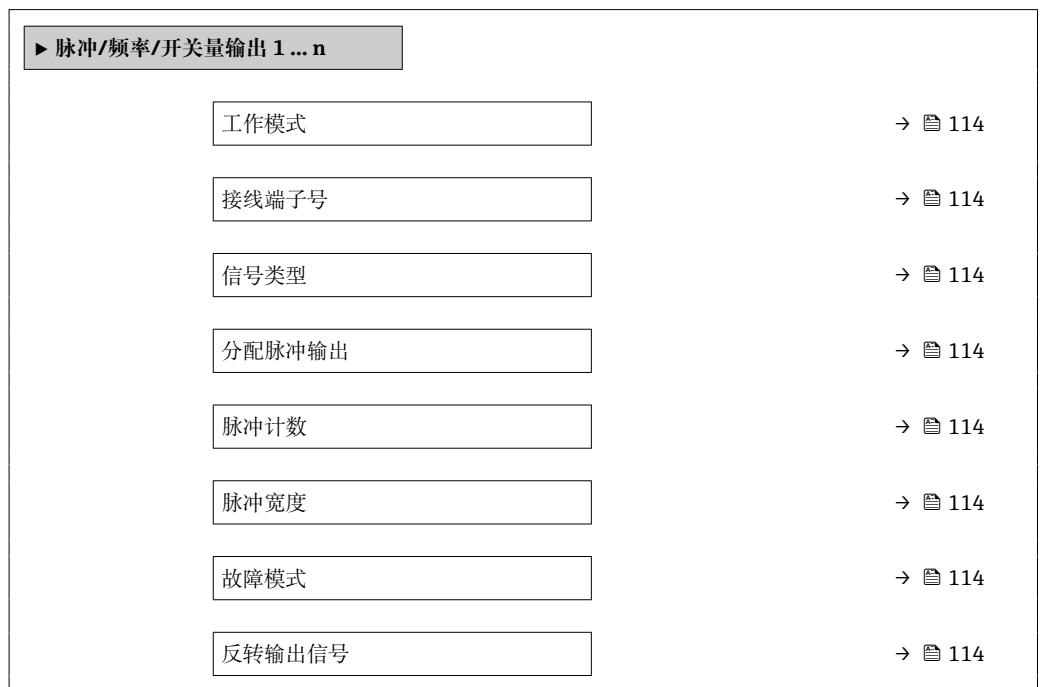 ▶ 脉冲/频率/开关量输出 1 ... n
工作模式 → 🖺 114
接线端子号 → 🖺 114
信号类型 → 🖺 114
分配脉冲输出 → 🖺 114
脉冲计数 → 🖺 114
脉冲宽度 → 🖺 114
故障模式 → 🖺 114
反转输出信号 → 🖺 114